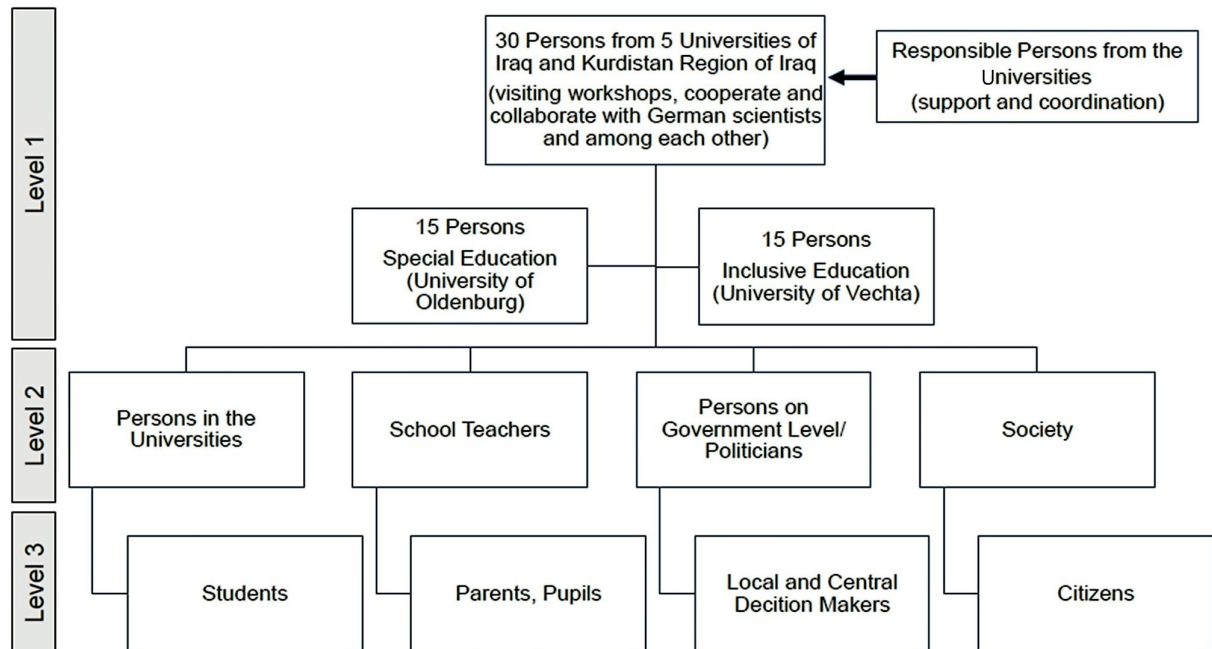 Level 1
30 Persons from 5 Universities of
Iraq and Kurdistan Region of Iraq
(visiting workshops, cooperate and
collaborate with German scientists
and among each other)
Responsible Persons from the
Universities
(support and coordination)
15 Persons
Special Education
(University of
Oldenburg)
15 Persons
Inclusive Education
(University of Vechta)
Level 2
Persons in the
Universities
School Teachers
Persons on
Government Level/
Politicians
Society
Level 3
Students
Parents, Pupils
Local and Central
Decition Makers
Citizens